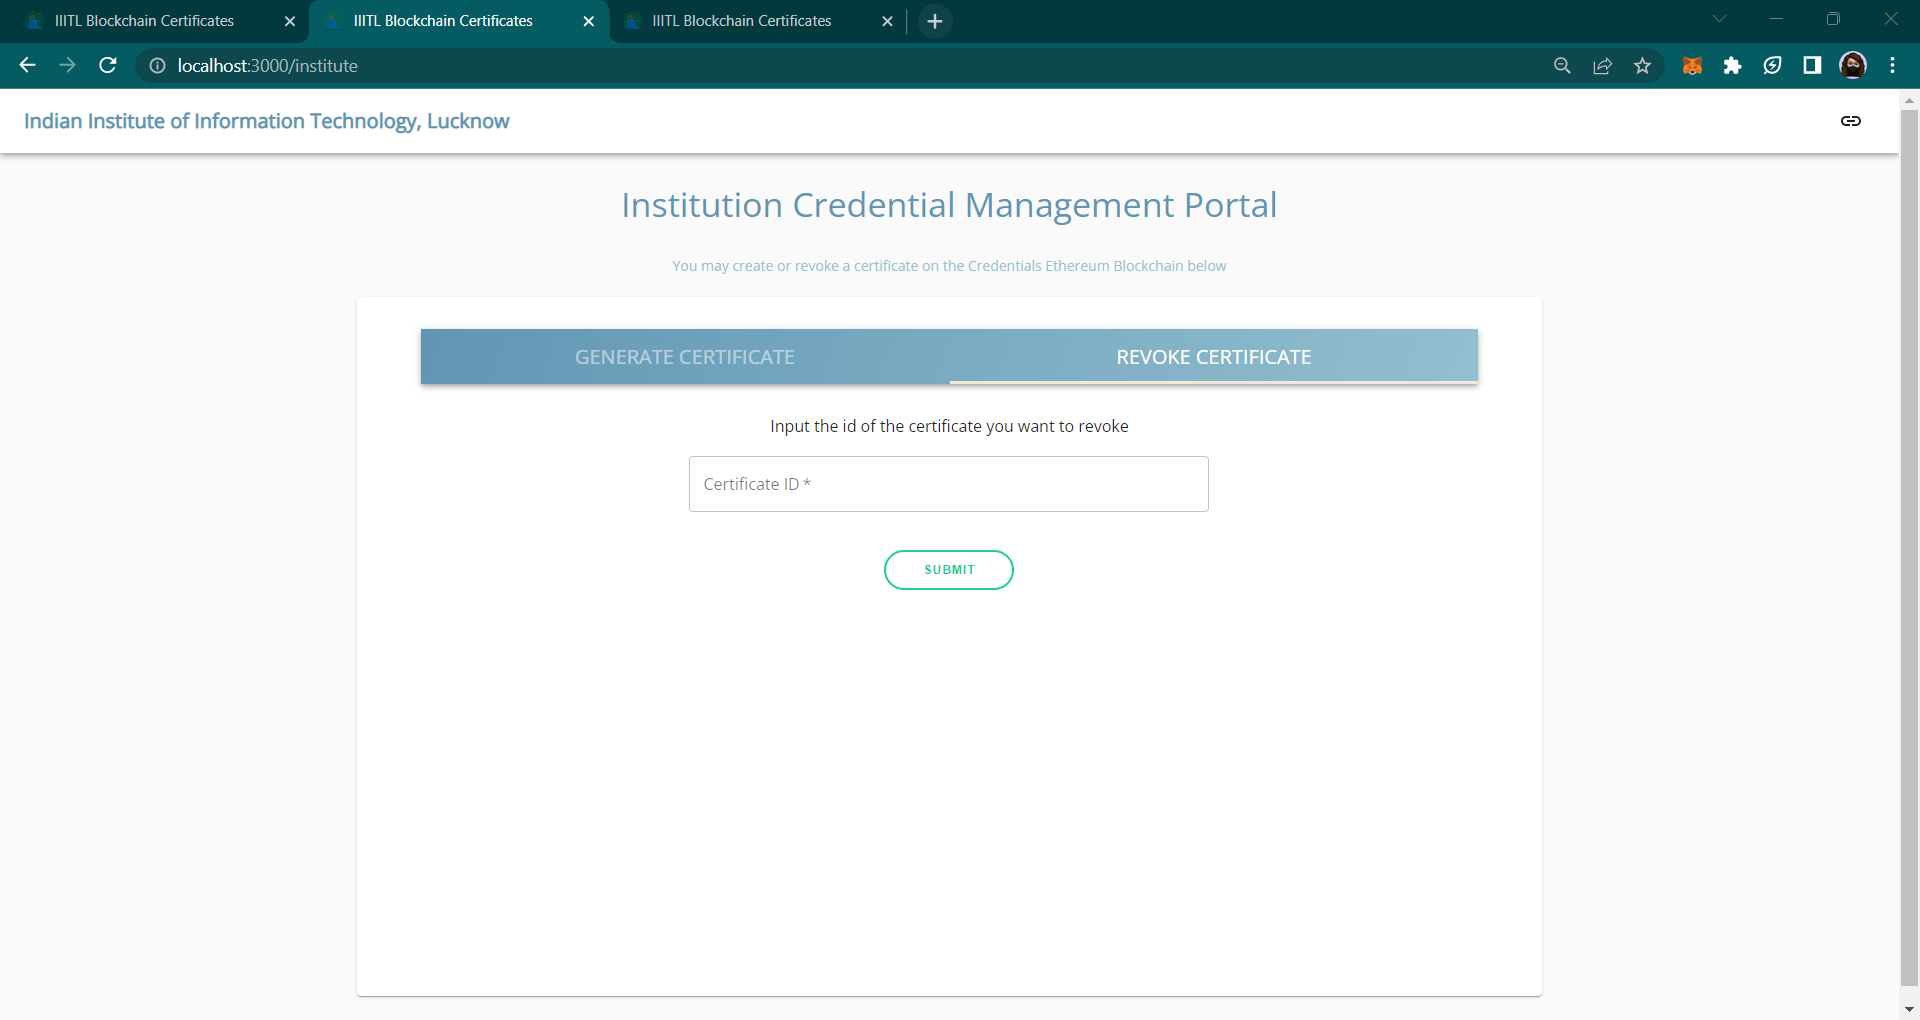 IIITL Blockchain Certificates
IIITL Blockchain Certificates
IIITL Blockchain Certificates
localhost:3000/institute
Indian Institute of Information Technology, Lucknow
Institution Credential Management Portal
You may create or revoke a certificate on the Credentials Ethereum Blockchain below
GENERATE CERTIFICATE
REVOKE CERTIFICATE
Input the id of the certificate you want to revoke
Certificate ID *
SUBMIT